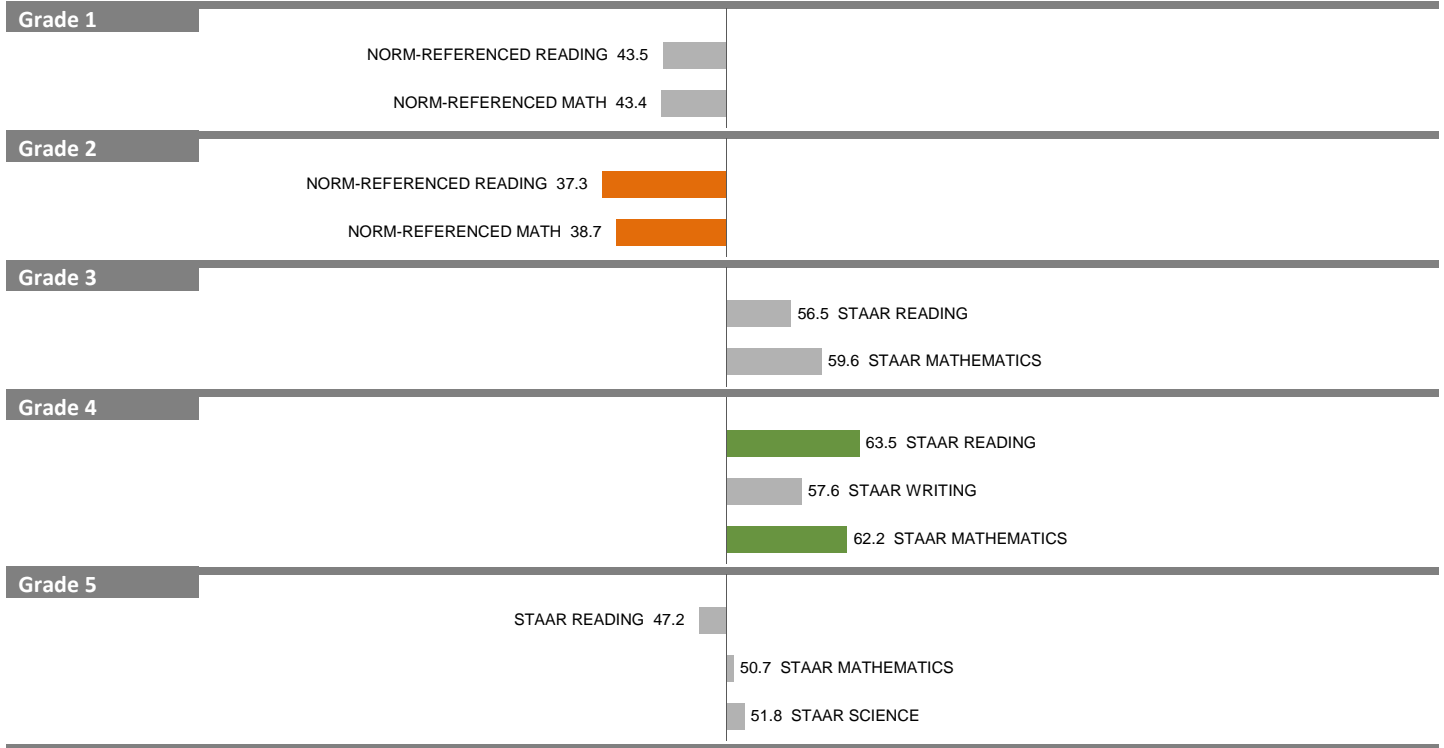 Grade 1
NORM-REFERENCED READING 43.5
NORM-REFERENCED MATH 43.4
Grade 2
NORM-REFERENCED READING 37.3
NORM-REFERENCED MATH 38.7
Grade 3
56.5 STAAR READING
59.6 STAAR MATHEMATICS
Grade 4
63.5 STAAR READING
57.6 STAAR WRITING
62.2 STAAR MATHEMATICS
Grade 5
STAAR READING 47.2
50.7 STAAR MATHEMATICS
51.8 STAAR SCIENCE